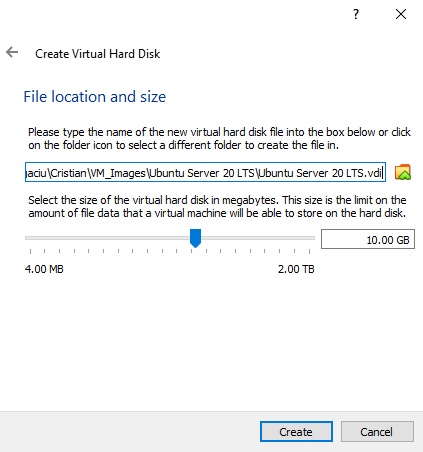 ?
Create Virtual Hard Disk
File location and size
Please type the name of the new virtual hard disk file into the box below or click
on the folder icon to select a different folder to create the file in.
ıaciu\Cristian\VM_Images\Ubuntu Server 20 LTS\Ubuntu Server 20 LTS.vdi
Select the size of the virtual hard disk in megabytes. This size is the limit on the
amount of file data that a virtual machine will be able to store on the hard disk.
10.00 GB
4.00 MB 2.00 TB
Create Cancel